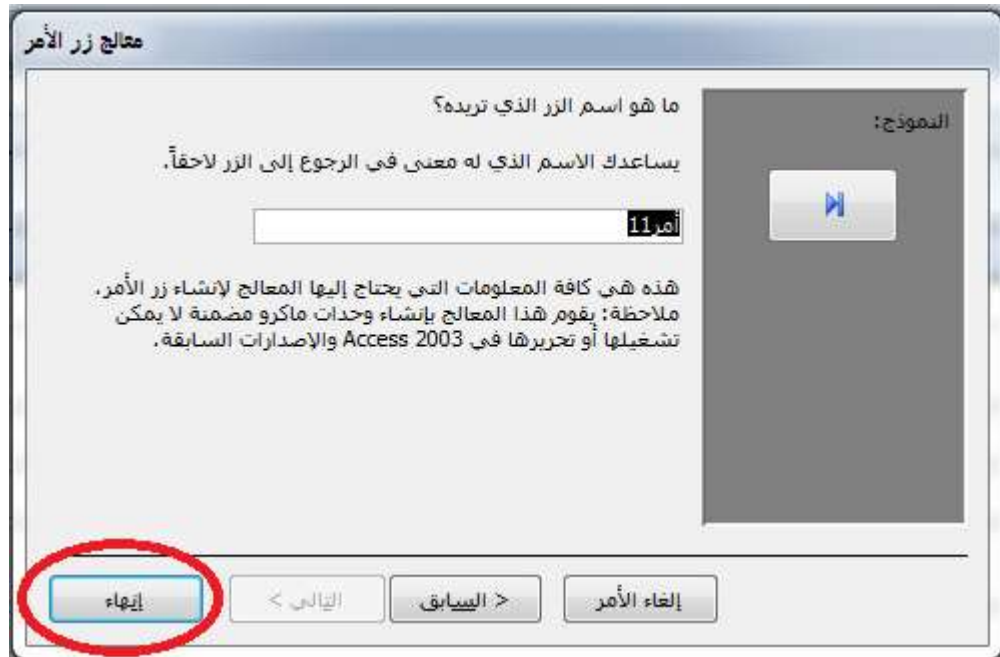 معالج زر الأمر
النموذج:
ما هو اسم الزر الذي تريده؟
يساعدك الاسم الذي له معنى في الرجوع إلى الزر لاحقاً.
أمر11
هذه هي كافة المعلومات التي يحتاج إليها المعالج لإنشاء زر الأمر.
ملاحظة: يقوم هذا المعالج بإنشاء وحدات ماكرو مضمنة لا يمكن
تشغيلها أو تحريرها في Access 2003 والإصدارات السابقة.
إلغاء الأمر
< السابق
التالي >
إنهاء